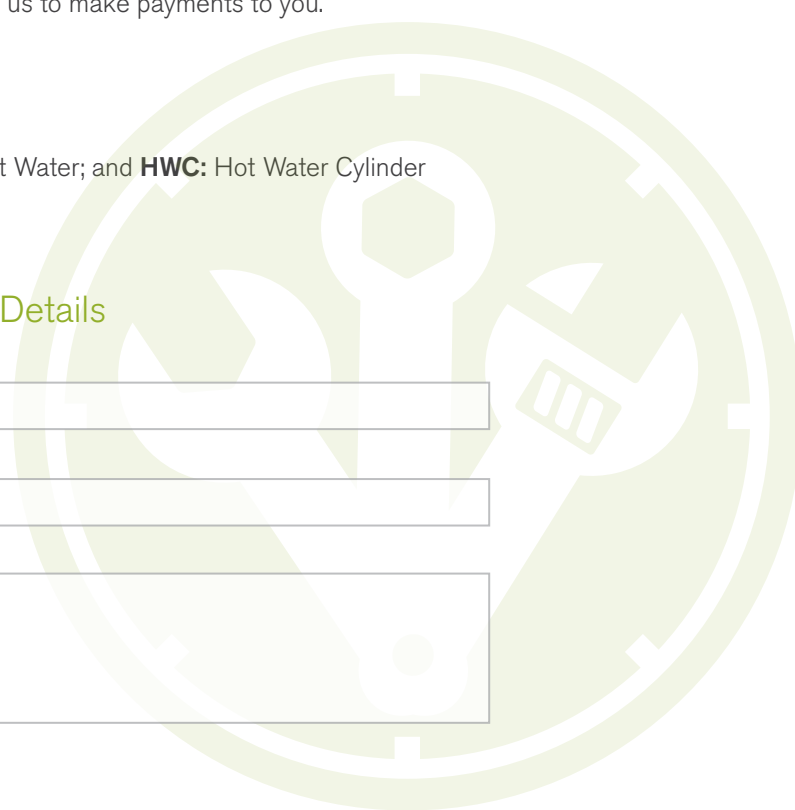 us to make payments to you.
t Water; and HWC: Hot Water Cylinder
Details